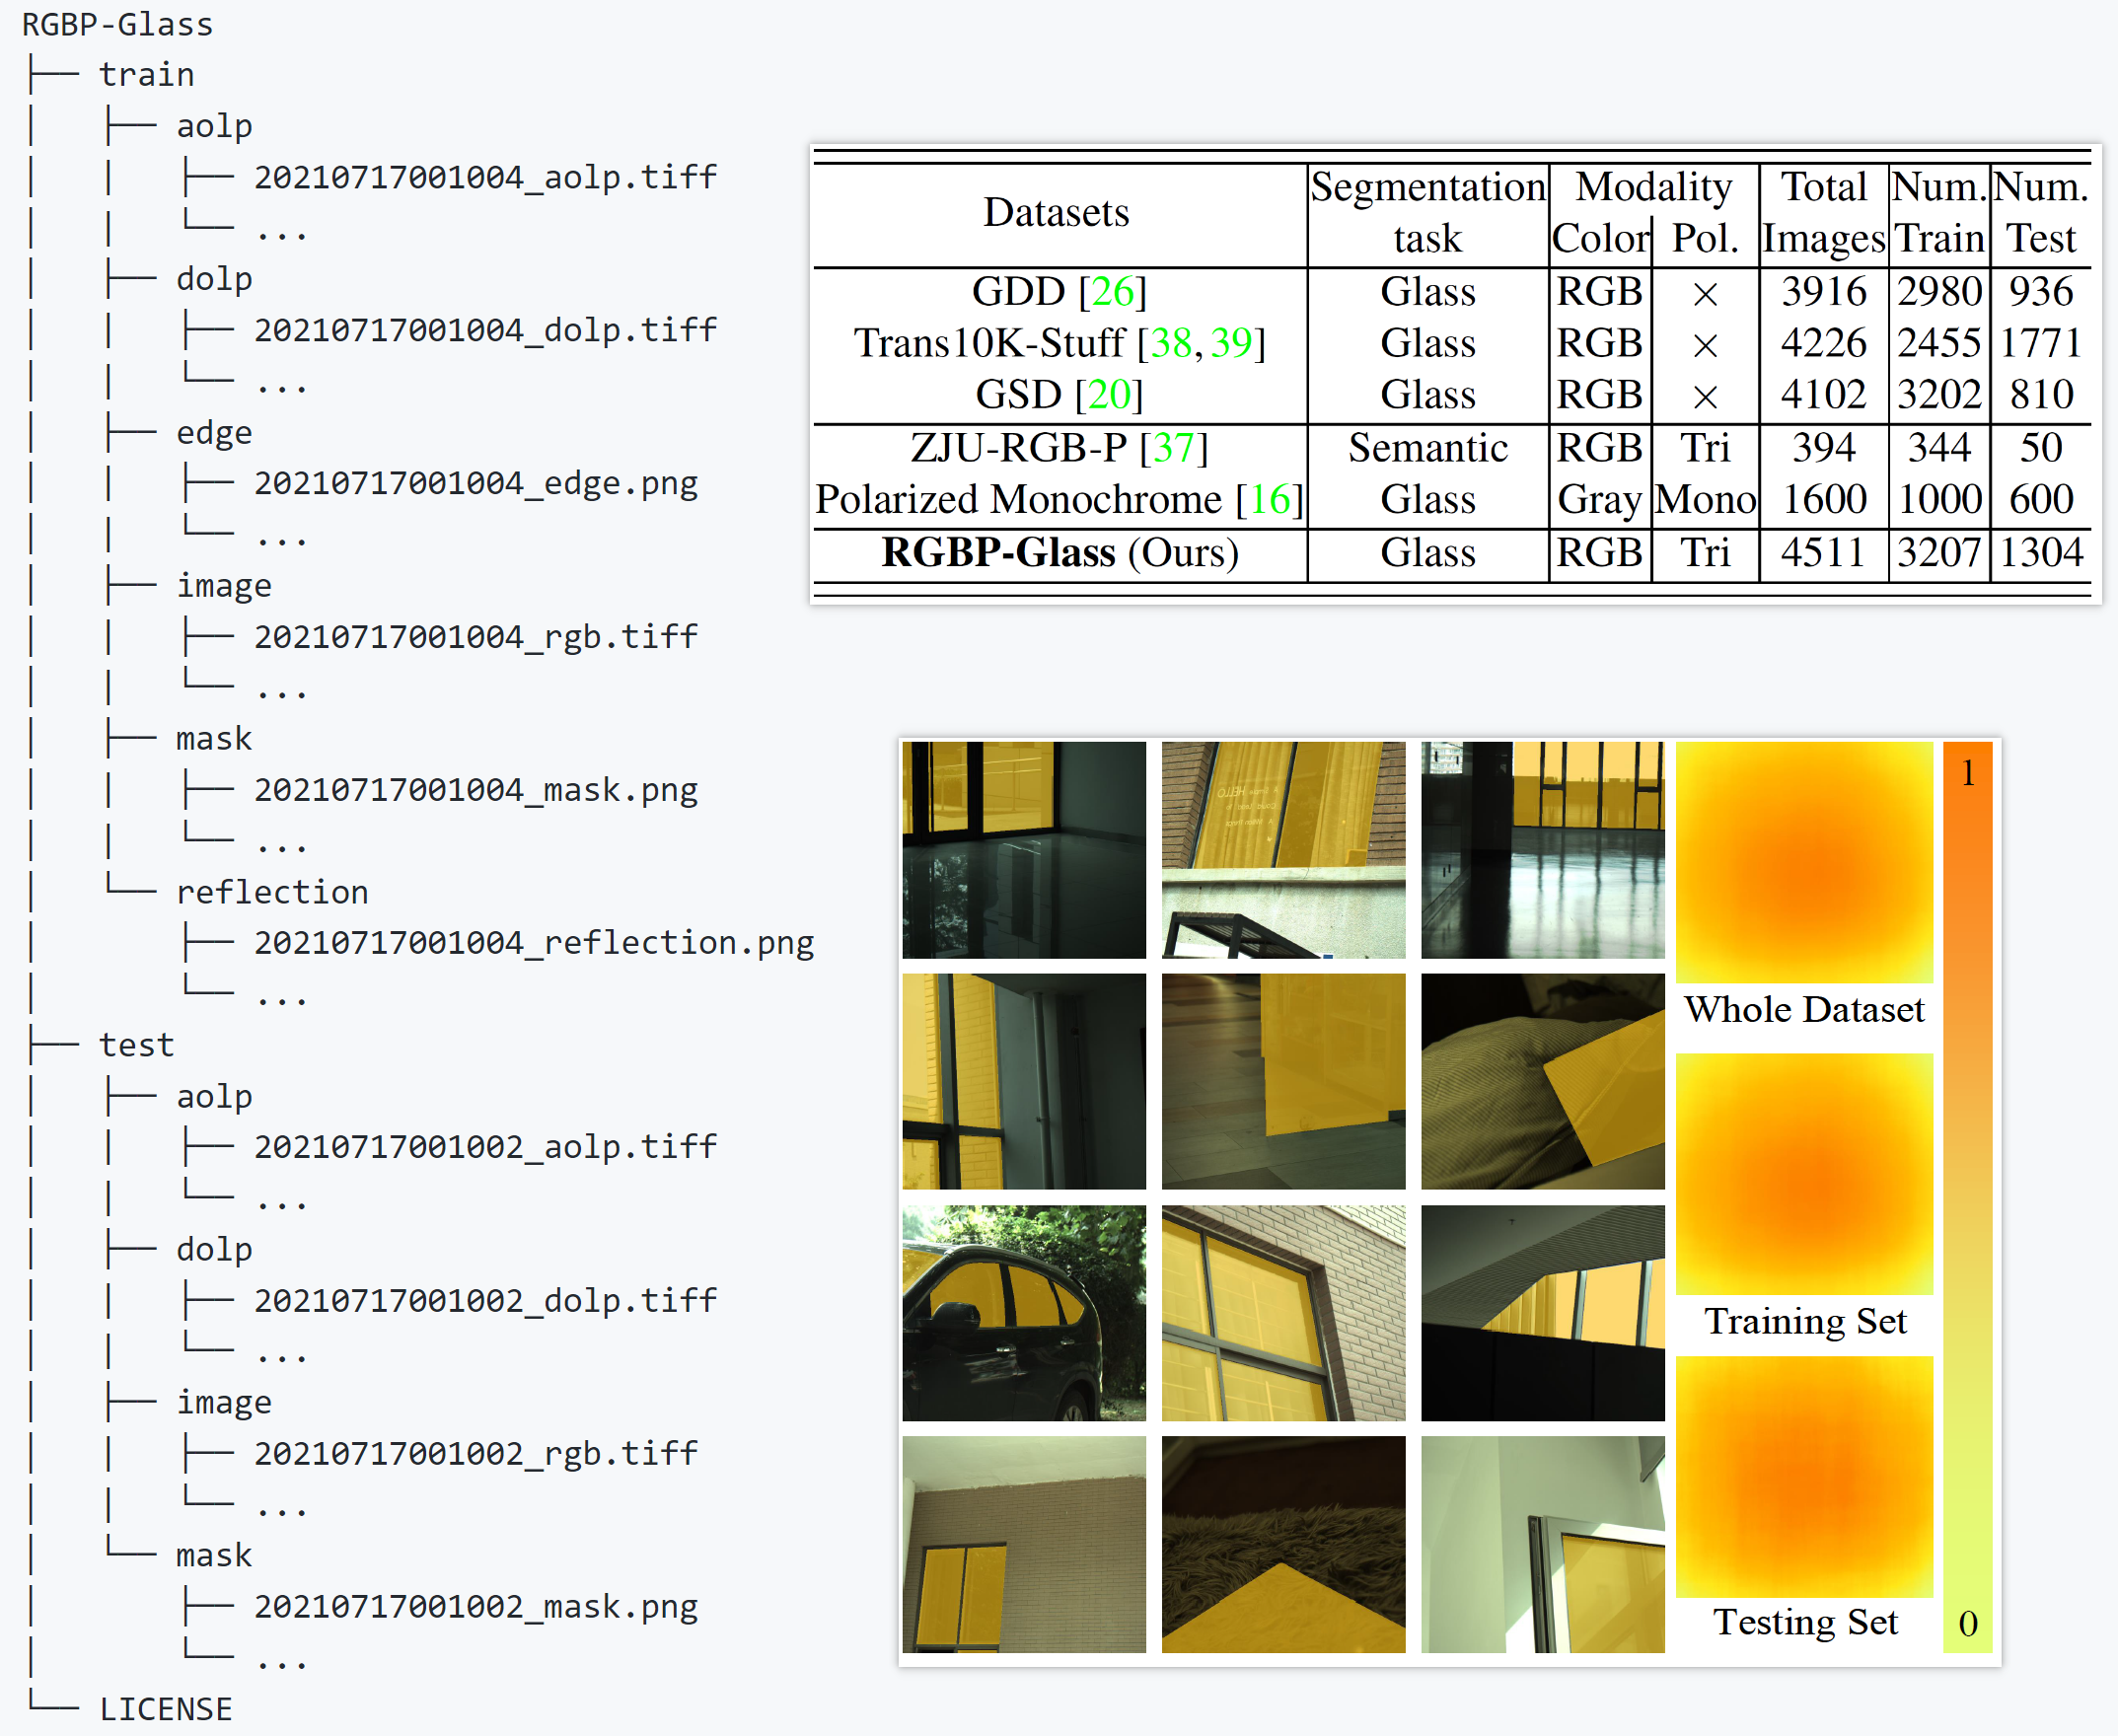 RGBP-Glass
├── train
│   ├── aolp
│   │   ├── 20210717001004_aolp.tiff
│   │   └── ...
│   ├── dolp
│   │   ├── 20210717001004_dolp.tiff
│   │   └── ...
│   ├── edge
│   │   ├── 20210717001004_edge.png
│   │   └── ...
│   ├── image
│   │   ├── 20210717001004_rgb.tiff
│   │   └── ...
│   ├── mask
│   │   ├── 20210717001004_mask.png
│   │   └── ...
│   └── reflection
│       ├── 20210717001004_reflection.png
│       └── ...
├── test
│   ├── aolp
│   │   ├── 20210717001002_aolp.tiff
│   │   └── ...
│   ├── dolp
│   │   ├── 20210717001002_dolp.tiff
│   │   └── ...
│   ├── image
│   │   ├── 20210717001002_rgb.tiff
│   │   └── ...
│   └── mask
│       ├── 20210717001002_mask.png
│       └── ...
└── LICENSE
Datasets Segmentation task Modality Color Pol. Total Images Num. Train Num. Test
GDD [26] Glass RGB × 3916 2980 936
Trans10K-Stuff [38, 39] Glass RGB × 4226 2455 1771
GSD [20] Glass RGB × 4102 3202 810
ZJU-RGB-P [37] Semantic RGB Tri 394 344 50
Polarized Monochrome [16] Glass Gray Mono 1600 1000 600
RGBP-Glass (Ours) Glass RGB Tri 4511 3207 1304
HELLO
1
Whole Dataset
Training Set
Testing Set
0